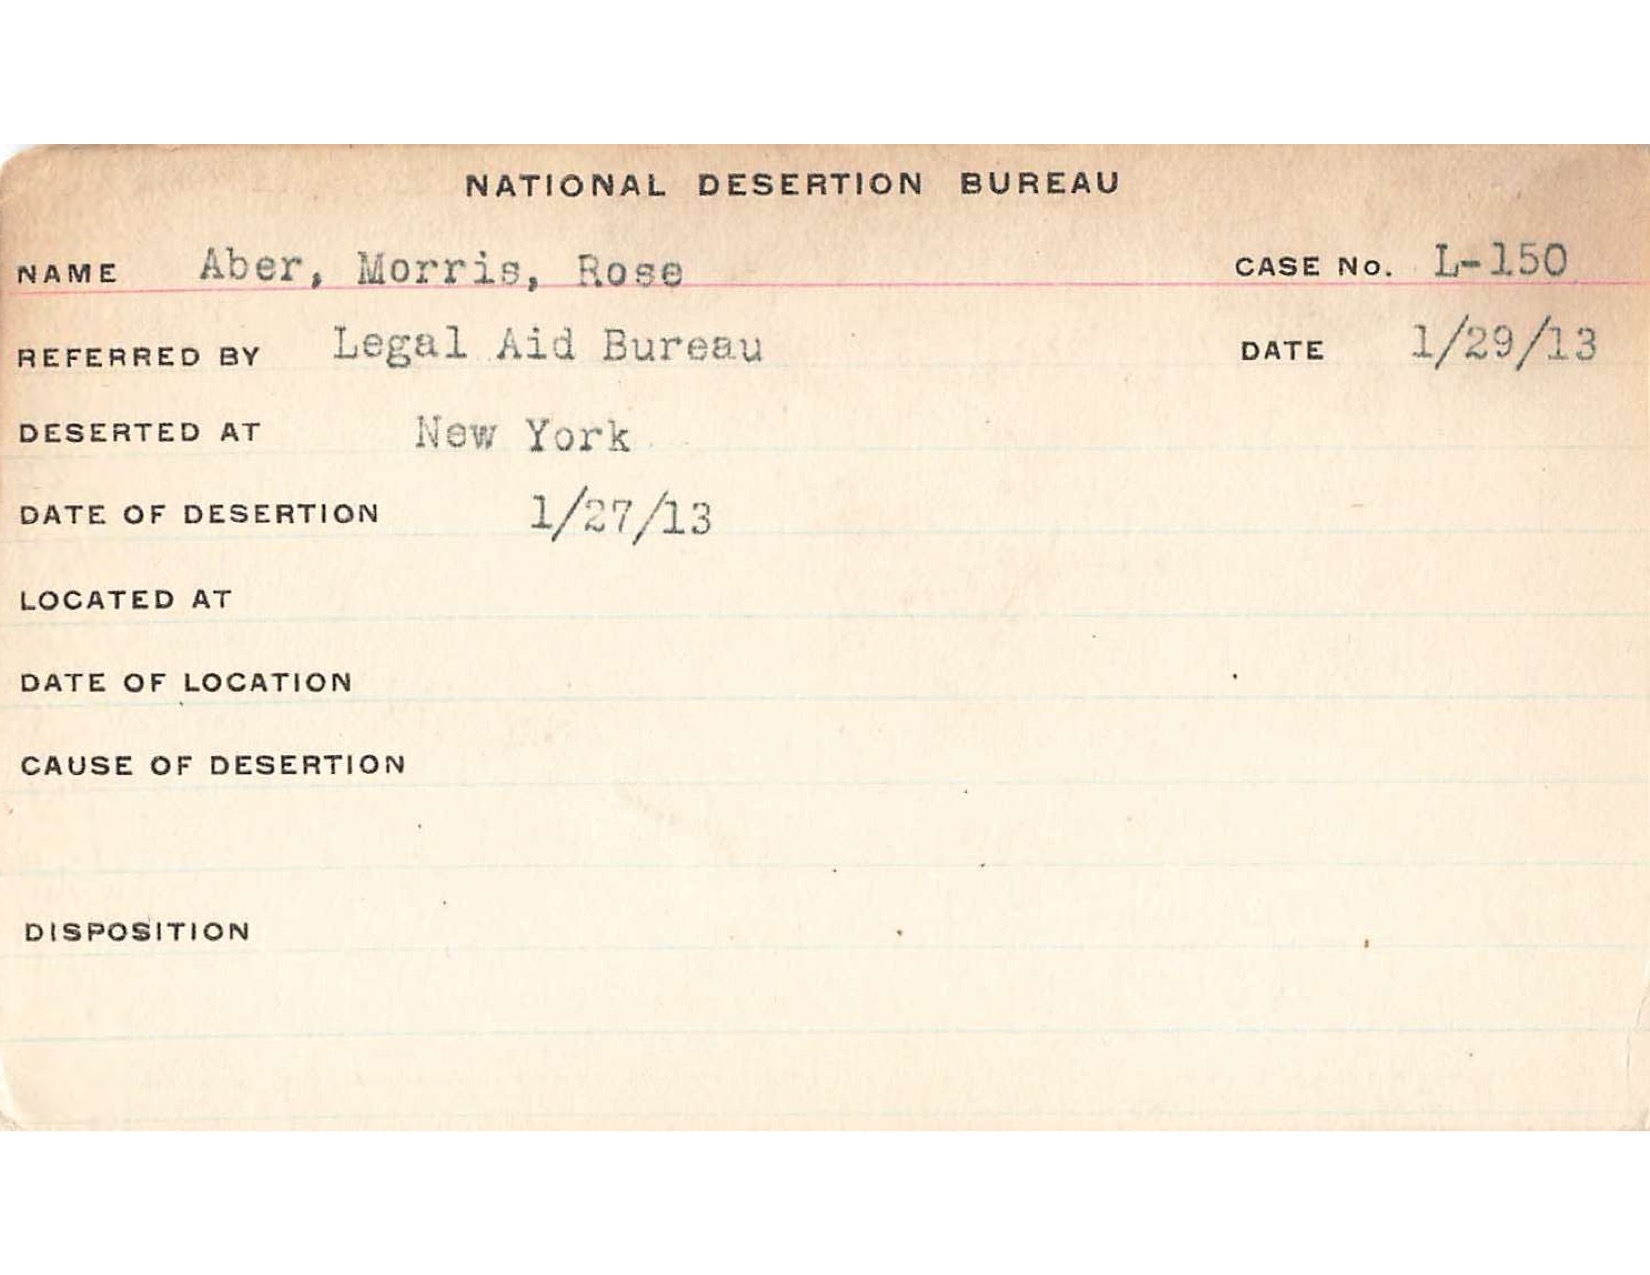 NATIONAL DESERTION BUREAU
NAME Aber, Morris, Rose CASE No. L-150
REFERRED BY Legal Aid Bureau DATE 1/29/13
DESERTED AT New York
DATE OF DESERTION 1/27/13
LOCATED AT
DATE OF LOCATION
CAUSE OF DESERTION
DISPOSITION